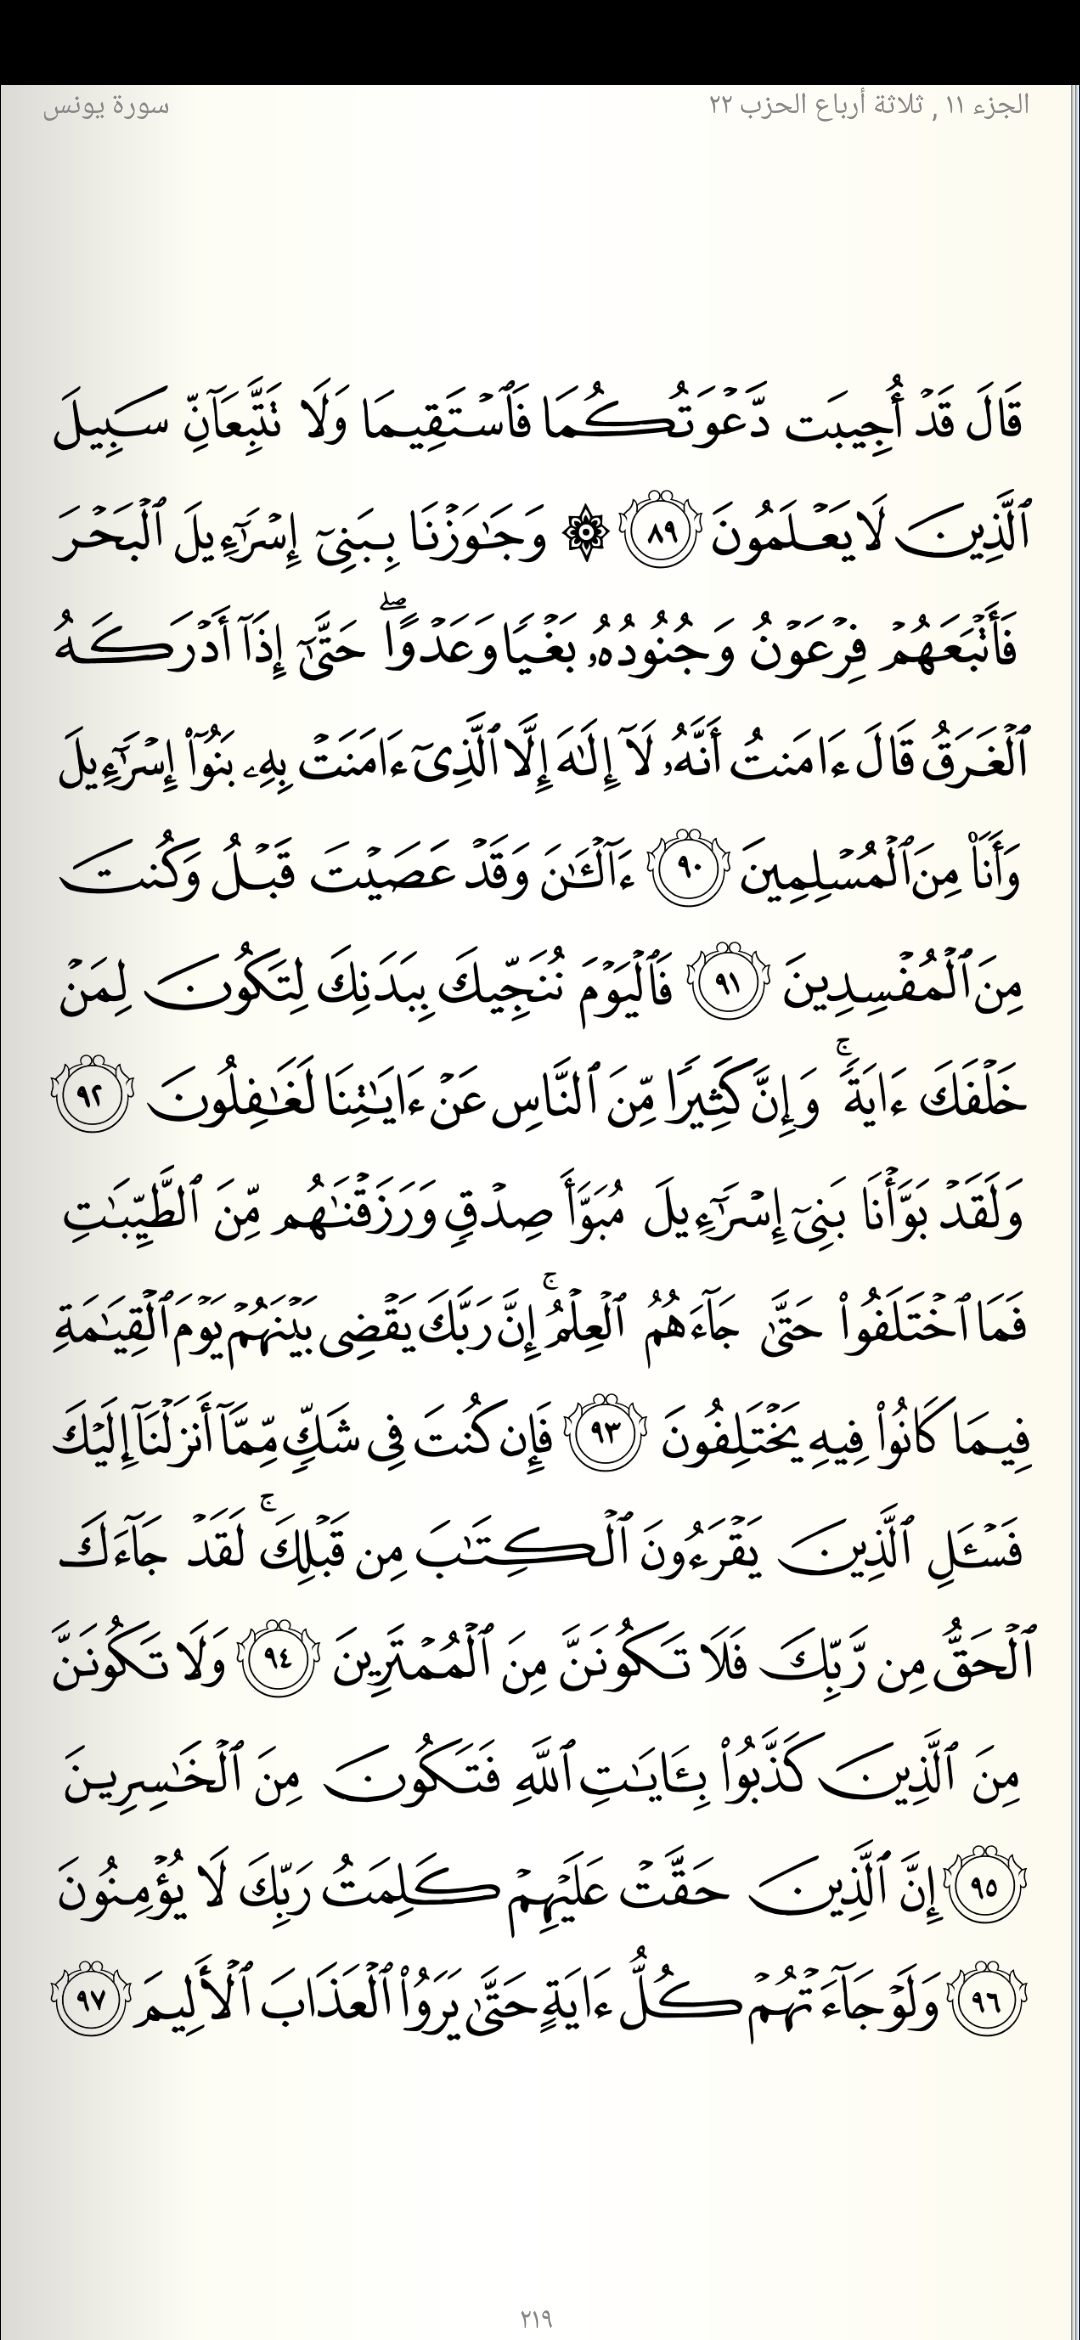 الجزء ١١ , ثلاثة أرباع الحزب ٢٢ سورة يونس
قَالَ قَدۡ أُجِيبَت دَّعۡوَتُكُمَا فَٱسۡتَقِيمَا وَلَا تَتَّبِعَآنِّ سَبِيلَ
ٱلَّذِينَ لَا يَعۡلَمُونَ ٨٩ ۞ وَجَٰوَزۡنَا بِبَنِيٓ إِسۡرَٰٓءِيلَ ٱلۡبَحۡرَ
فَأَتۡبَعَهُمۡ فِرۡعَوۡنُ وَجُنُودُهُۥ بَغۡيٗا وَعَدۡوًاۖ حَتَّىٰٓ إِذَآ أَدۡرَكَهُ
ٱلۡغَرَقُ قَالَ ءَامَنتُ أَنَّهُۥ لَآ إِلَٰهَ إِلَّا ٱلَّذِيٓ ءَامَنَتۡ بِهِۦ بَنُوٓاْ إِسۡرَٰٓءِيلَ
وَأَنَا۠ مِنَ ٱلۡمُسۡلِمِينَ ٩٠ ءَآلۡـَٰٔنَ وَقَدۡ عَصَيۡتَ قَبۡلُ وَكُنتَ
مِنَ ٱلۡمُفۡسِدِينَ ٩١ فَٱلۡيَوۡمَ نُنَجِّيكَ بِبَدَنِكَ لِتَكُونَ لِمَنۡ
خَلۡفَكَ ءَايَةٗۚ وَإِنَّ كَثِيرٗا مِّنَ ٱلنَّاسِ عَنۡ ءَايَٰتِنَا لَغَٰفِلُونَ ٩٢
وَلَقَدۡ بَوَّأۡنَا بَنِيٓ إِسۡرَٰٓءِيلَ مُبَوَّأَ صِدۡقٖ وَرَزَقۡنَٰهُم مِّنَ ٱلطَّيِّبَٰتِ
فَمَا ٱخۡتَلَفُواْ حَتَّىٰ جَآءَهُمُ ٱلۡعِلۡمُۚ إِنَّ رَبَّكَ يَقۡضِي بَيۡنَهُمۡ يَوۡمَ ٱلۡقِيَٰمَةِ
فِيمَا كَانُواْ فِيهِ يَخۡتَلِفُونَ ٩٣ فَإِن كُنتَ فِي شَكّٖ مِّمَّآ أَنزَلۡنَآ إِلَيۡكَ
فَسۡـَٔلِ ٱلَّذِينَ يَقۡرَءُونَ ٱلۡكِتَٰبَ مِن قَبۡلِكَۚ لَقَدۡ جَآءَكَ
ٱلۡحَقُّ مِن رَّبِّكَ فَلَا تَكُونَنَّ مِنَ ٱلۡمُمۡتَرِينَ ٩٤ وَلَا تَكُونَنَّ
مِنَ ٱلَّذِينَ كَذَّبُواْ بِـَٔايَٰتِ ٱللَّهِ فَتَكُونَ مِنَ ٱلۡخَٰسِرِينَ
٩٥ إِنَّ ٱلَّذِينَ حَقَّتۡ عَلَيۡهِمۡ كَلِمَتُ رَبِّكَ لَا يُؤۡمِنُونَ
٩٦ وَلَوۡ جَآءَتۡهُمۡ كُلُّ ءَايَةٍ حَتَّىٰ يَرَوُاْ ٱلۡعَذَابَ ٱلۡأَلِيمَ ٩٧
٢١٩